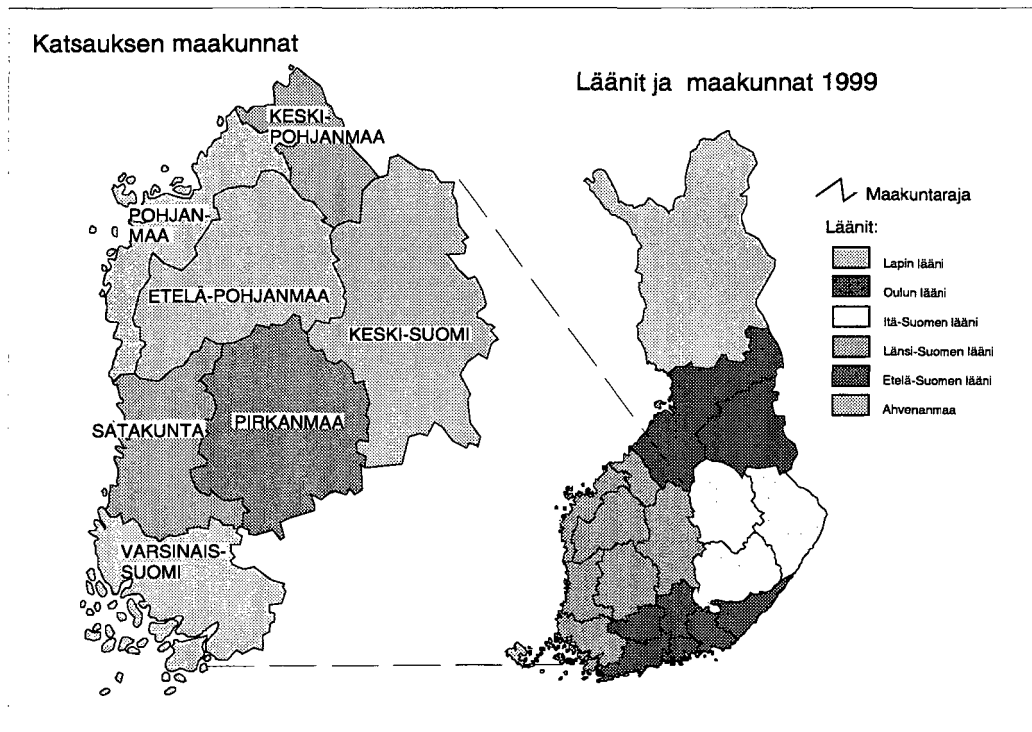 Katsauksen maakunnat
KESKI-
POHJANMAA
POHJAN-
MAA
ETELÄ-POHJANMAA
KESKI-SUOMI
SATAKUNTA
PIRKANMAA
VARSINAIS-
SUOMI
Läänit ja maakunnat 1999
Maakuntaraja
Läänit:
Lapin lääni
Oulun lääni
Itä-Suomen lääni
Länsi-Suomen lääni
Etelä-Suomen lääni
Ahvenanmaa